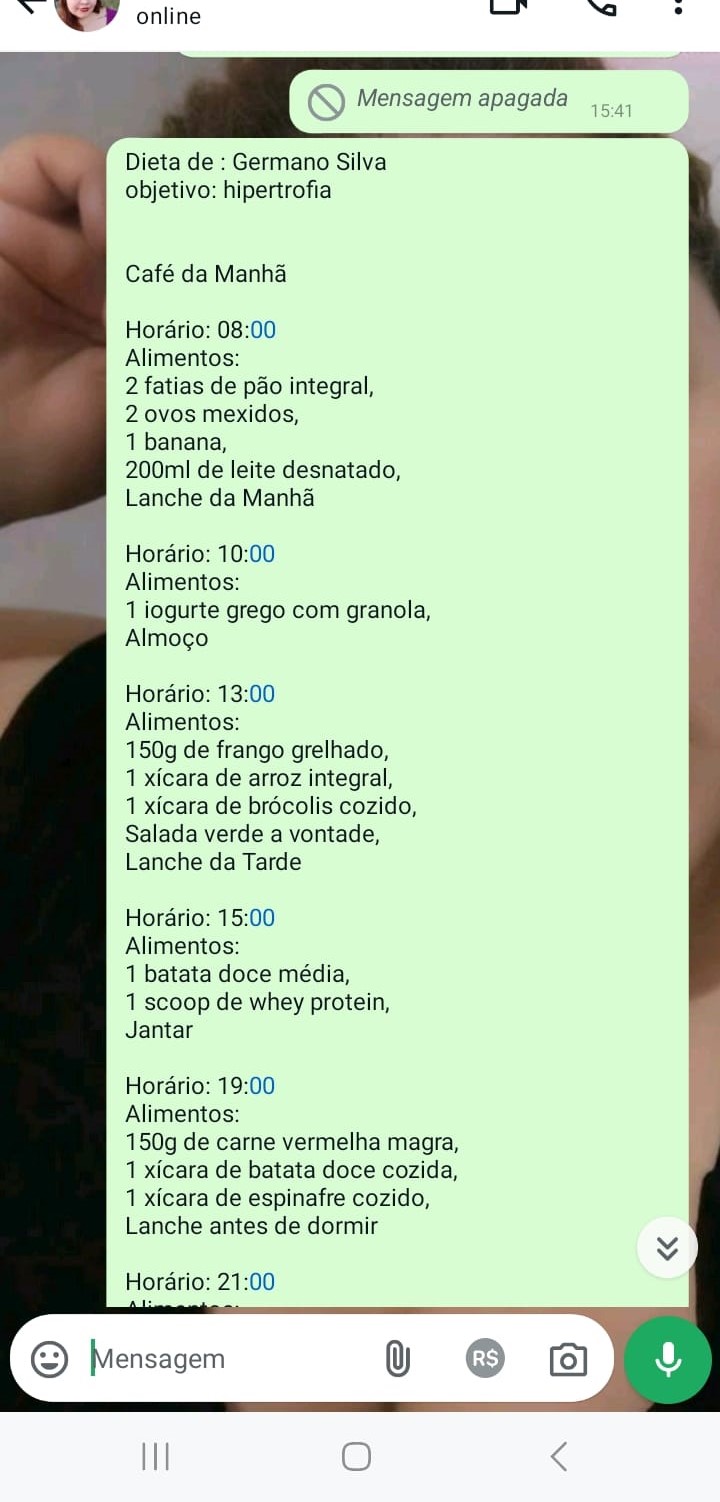 online
Mensagem apagada
15:41
Dieta de : Germano Silva
objetivo: hipertrofia
Café da Manhã
Horário: 08:00
Alimentos:
2 fatias de pão integral,
2 ovos mexidos,
1 banana,
200ml de leite desnatado,
Lanche da Manhã
Horário: 10:00
Alimentos:
1 iogurte grego com granola,
Almoço
Horário: 13:00
Alimentos:
150g de frango grelhado,
1 xícara de arroz integral,
1 xícara de brócolis cozido,
Salada verde a vontade,
Lanche da Tarde
Horário: 15:00
Alimentos:
1 batata doce média,
1 scoop de whey protein,
Jantar
Horário: 19:00
Alimentos:
150g de carne vermelha magra,
1 xícara de batata doce cozida,
1 xícara de espinafre cozido,
Lanche antes de dormir
Horário: 21:00
Mensagem
R$